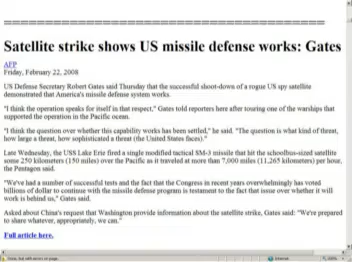 Satellite strike shows US missile defense works: Gates
AFP
Friday, February 22, 2008
US Defense Secretary Robert Gates said Thursday that the successful shoot-down of a rogue US spy satellite
demonstrated that America's missile defense system works.
"I think the operation speaks for itself in that respect," Gates told reporters here after touring one of the warships that
supported the operation in the Pacific ocean.
"I think the question over whether this capability works has been settled," he said. "The question is what kind of threat,
how large a threat, how sophisticated a threat (the United States faces)."
Late Wednesday, the USS Lake Erie fired a single modified tactical SM-3 missile that hit the schoolbus-sized satellite
some 250 kilometers (150 miles) over the Pacific as it traveled at more than 7,000 miles (11,265 kilometers) per hour,
the Pentagon said.
"We've had a number of successful tests and the fact that the Congress in recent years overwhelmingly has voted
billions of dollar to continue with the missile defense program is testament to the fact that issue over whether it will
work is behind us," Gates said.
Asked about China's request that Washington provide information about the satellite strike, Gates said: "We're prepared
to share whatever, appropriately, we can."
Full article here.